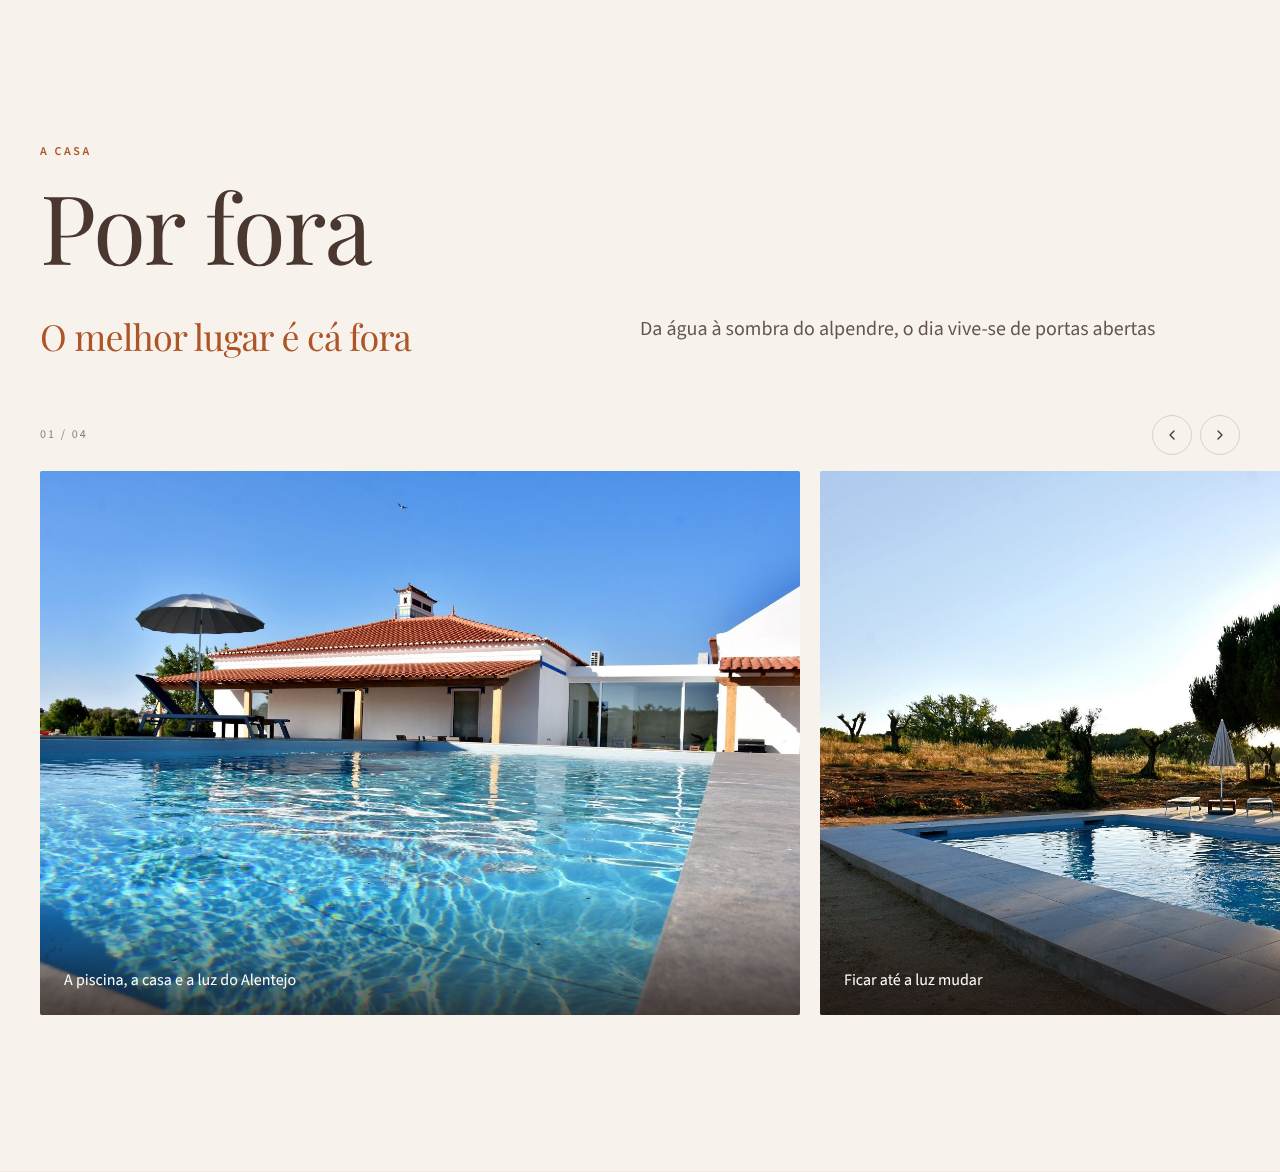 A CASA
Por fora
O melhor lugar é cá fora
Da água à sombra do alpendre, o dia vive-se de portas abertas
01 / 04
A piscina, a casa e a luz do Alentejo
Ficar até a luz mudar